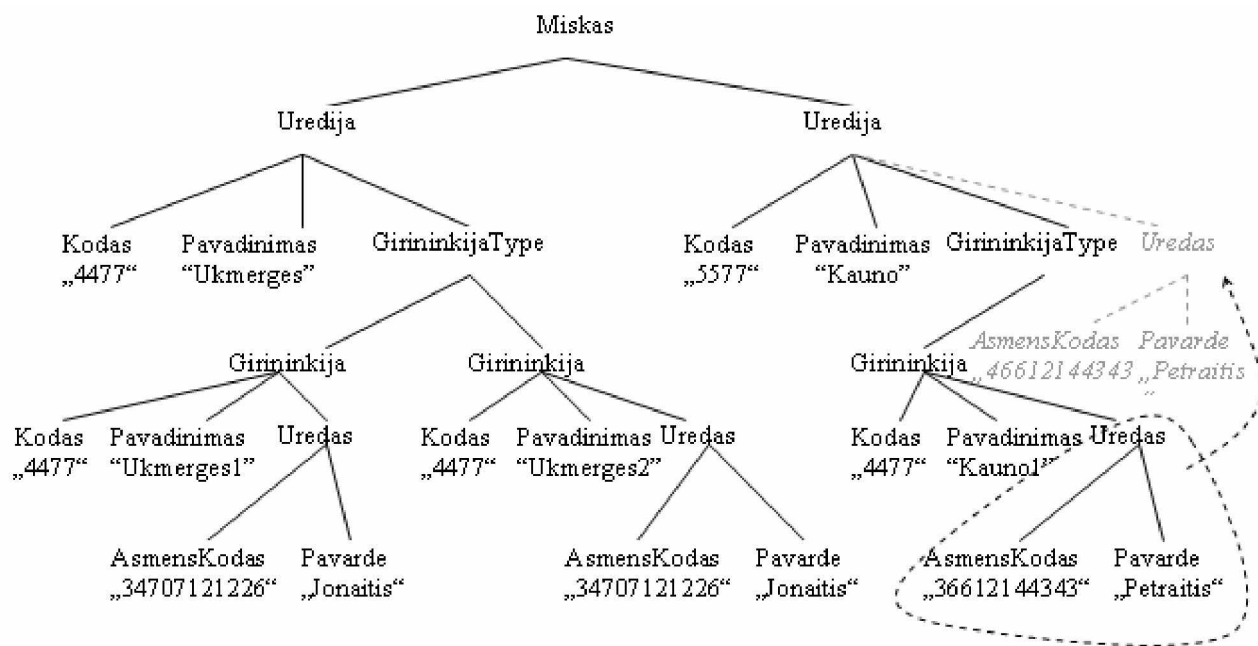 Miskas
Uredija Uredija
Kodas Pavadinimas GirininkijaType Kodas Pavadinimas GirininkijaType Uredas
„4477“ “Ukmerges” „5577“ “Kauno”
AsmensKodas Pavarde
Girininkija Girininkija Girininkija „46612144343 „Petraitis
“
Kodas Pavadinimas Uredas Kodas Pavadinimas Uredas Kodas Pavadinimas Uredas
„4477“ “Ukmerges1” „4477“ “Ukmerges2” „4477“ “Kauno1”
AsmensKodas Pavarde AsmensKodas Pavarde AsmensKodas Pavarde
„34707121226“ „Jonaitis“ „34707121226“ „Jonaitis“ „36612144343“ „Petraitis“